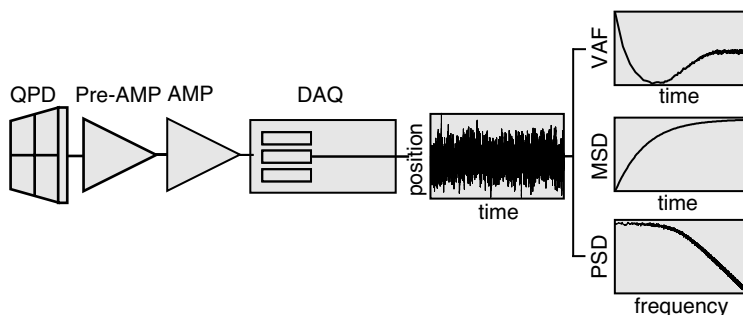 QPD
Pre-AMP
AMP
DAQ
position
time
VAF
time
MSD
time
PSD
frequency